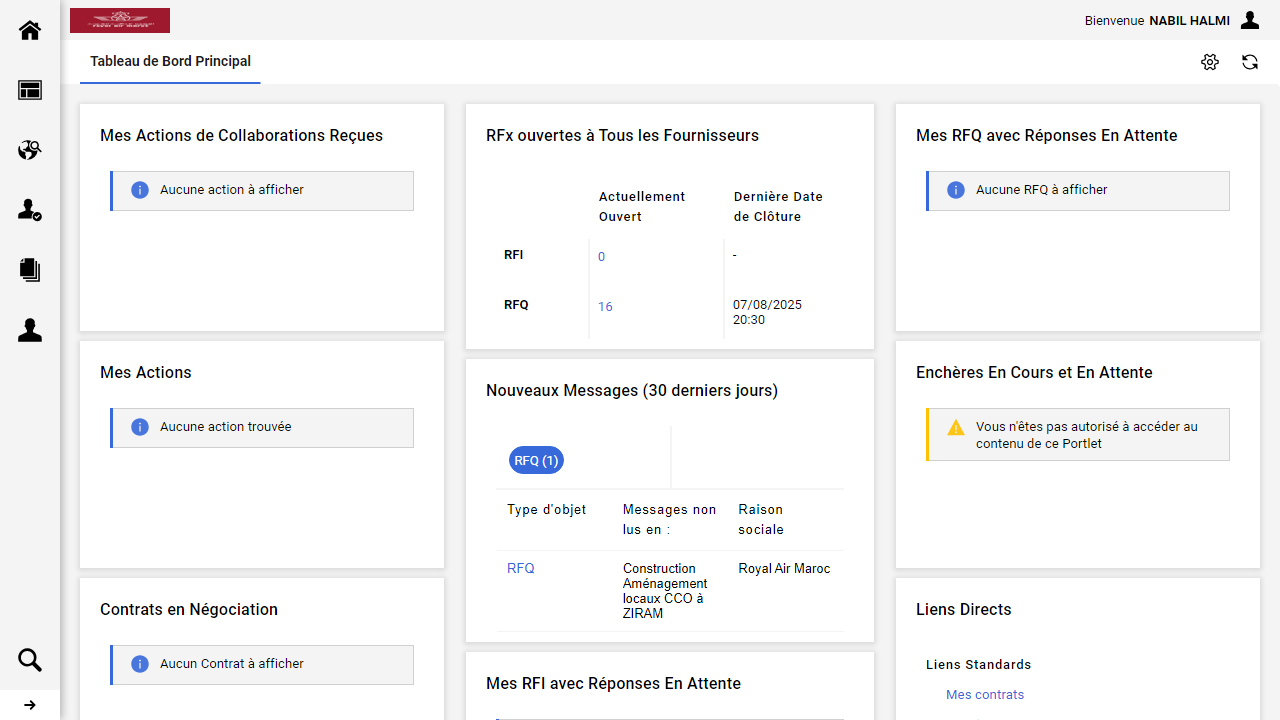 Bienvenue NABIL HALMI
Tableau de Bord Principal
Mes Actions de Collaborations Reçues
Aucune action à afficher
Mes Actions
Aucune action trouvée
Contrats en Négociation
Aucun Contrat à afficher
RFx ouvertes à Tous les Fournisseurs
Actuellement Ouvert
Dernière Date de Clôture
RFI
0
-
RFQ
16
07/08/2025 20:30
Nouveaux Messages (30 derniers jours)
RFQ (1)
Type d'objet
Messages non lus en :
Raison sociale
RFQ
Construction
Aménagement
locaux CCO à
ZIRAM
Royal Air Maroc
Mes RFI avec Réponses En Attente
Mes RFQ avec Réponses En Attente
Aucune RFQ à afficher
Enchères En Cours et En Attente
Vous n'êtes pas autorisé à accéder au
contenu de ce Portlet
Liens Directs
Liens Standards
Mes contrats